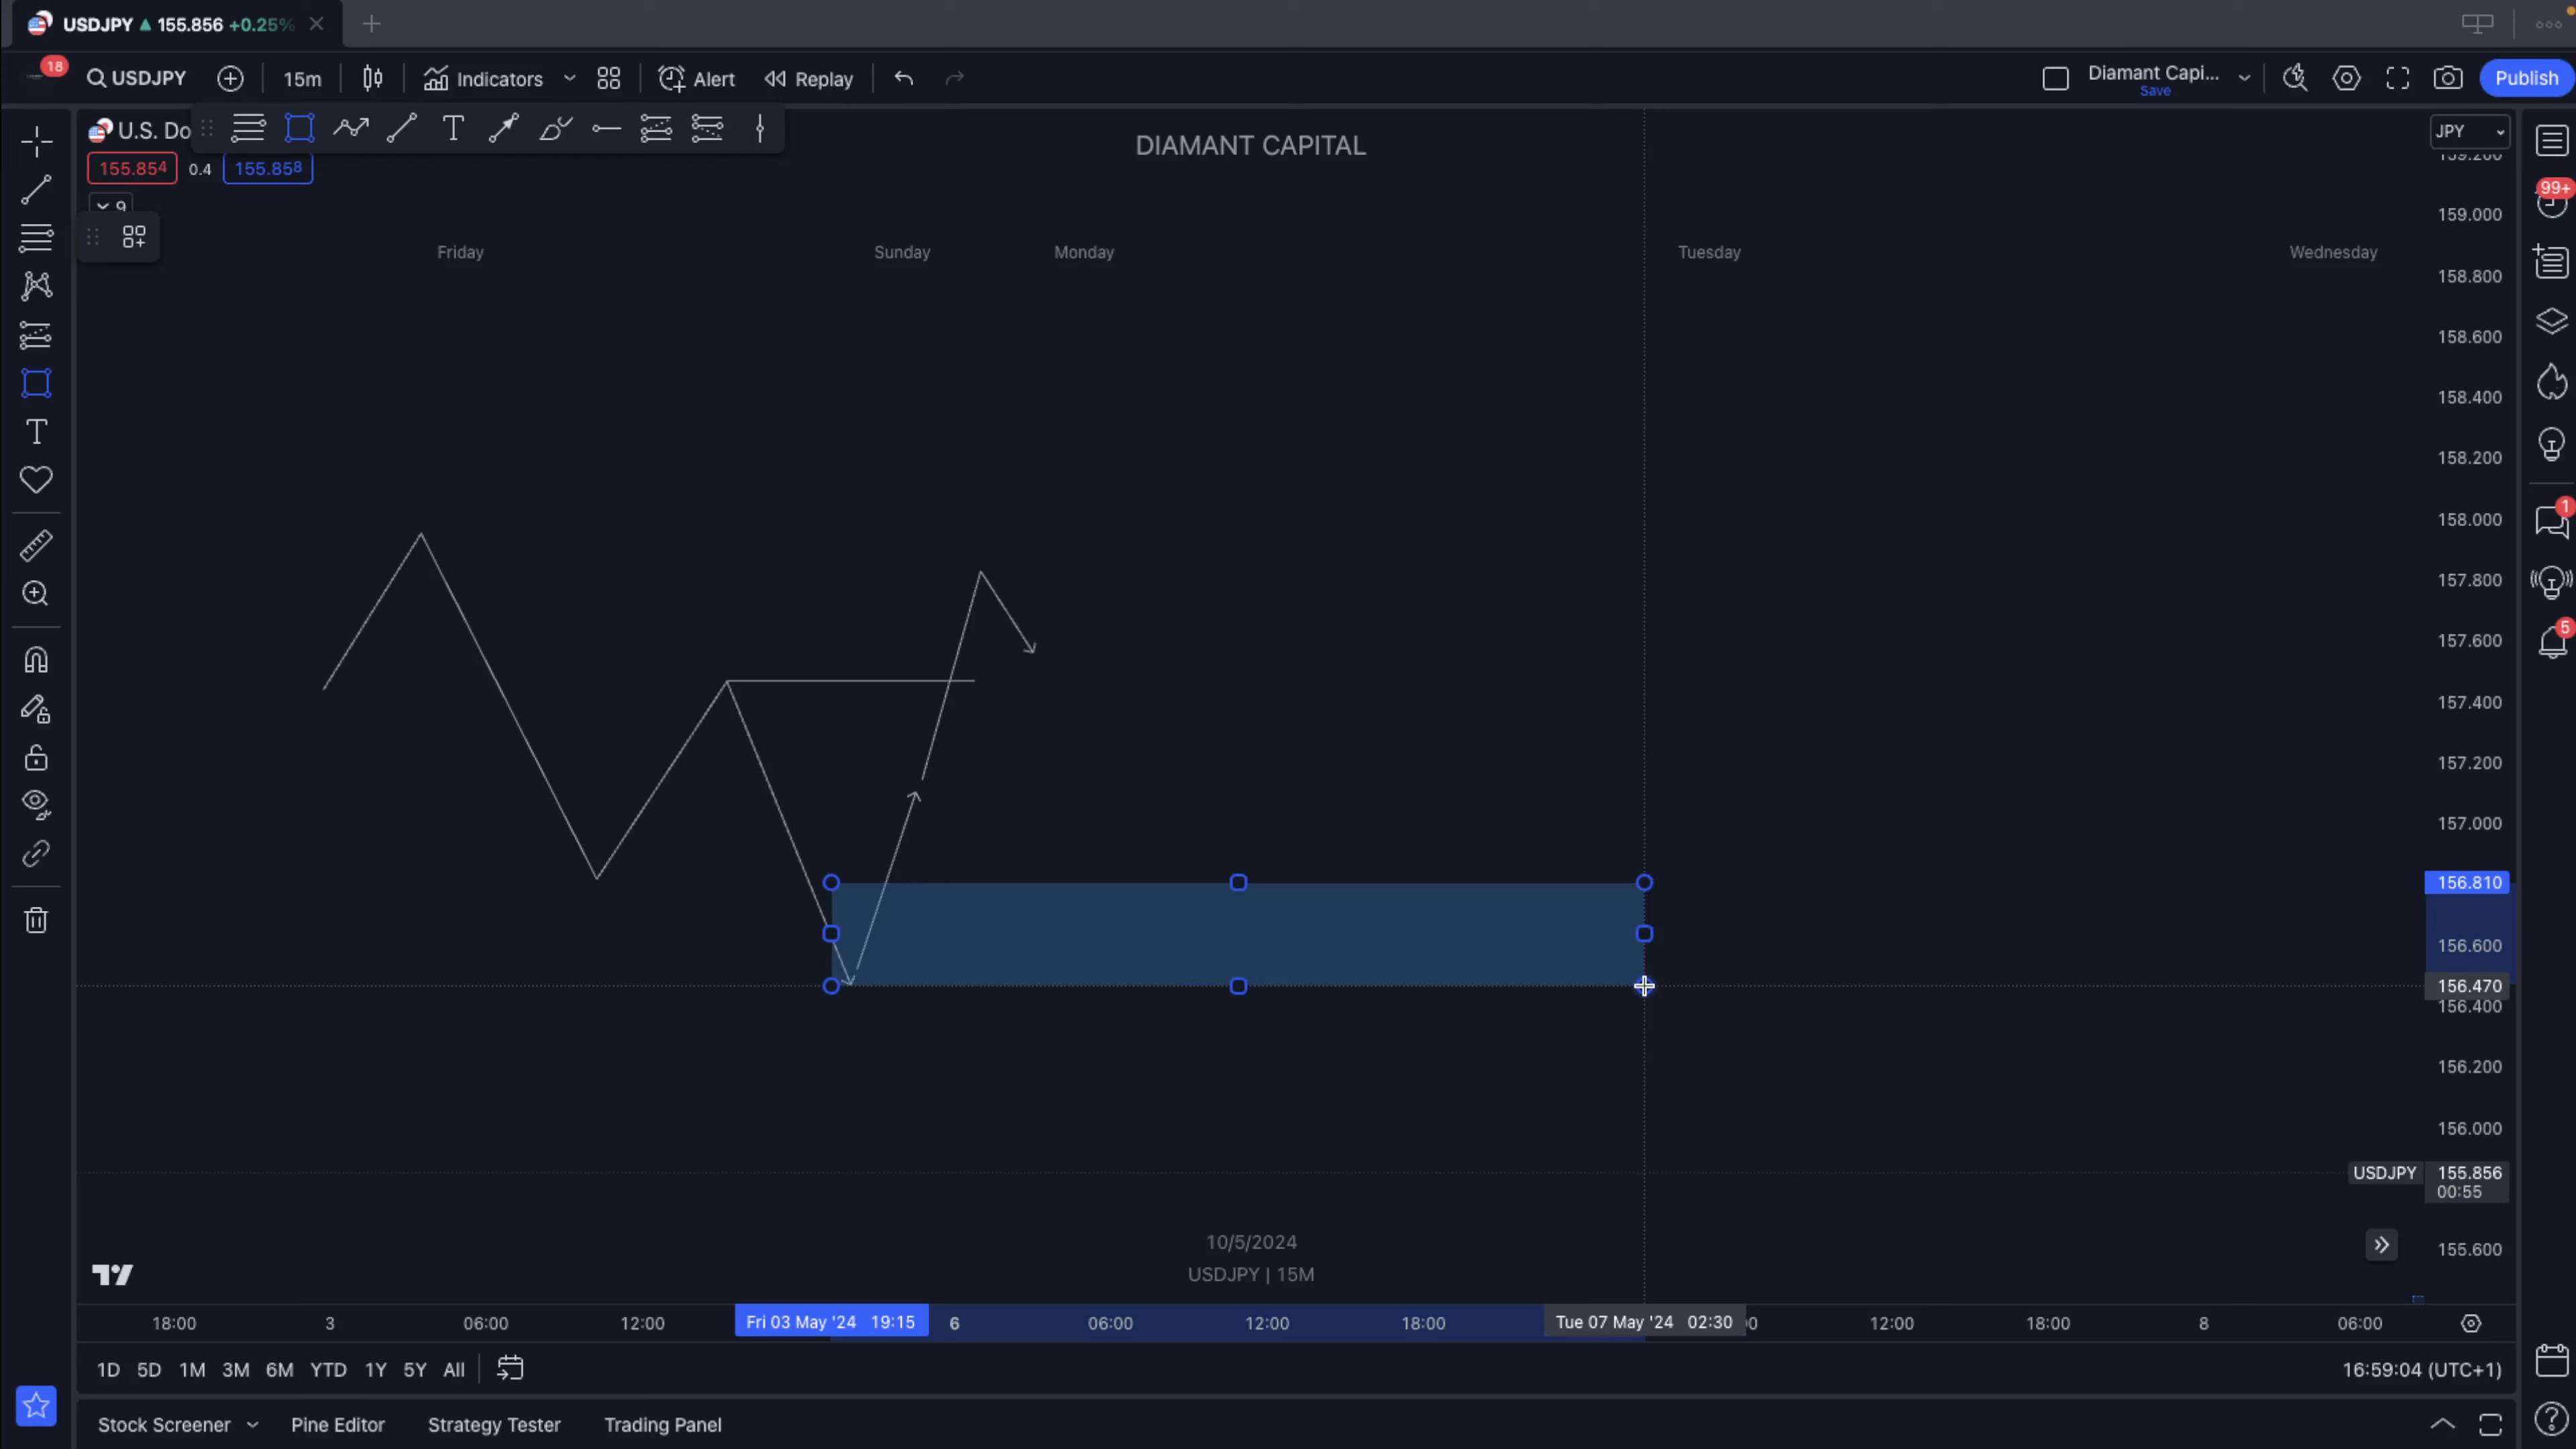 USDJPY ▲ 155.856 +0.25%
18
USDJPY
15m
Indicators
Alert
Replay
Diamant Capi...
Save
Publish
U.S. Do
155.854
0.4
155.858
9
DIAMANT CAPITAL
JPY
Friday
Sunday
Monday
Tuesday
Wednesday
159.200
159.000
158.800
158.600
158.400
158.200
158.000
157.800
157.600
157.400
157.200
157.000
156.810
156.600
156.470
156.400
156.200
156.000
USDJPY
155.856
00:55
155.600
99+
1
5
10/5/2024
USDJPY | 15M
18:00
3
06:00
12:00
Fri 03 May '24 19:15
6
06:00
12:00
18:00
Tue 07 May '24 02:30
12:00
18:00
8
06:00
1D
5D
1M
3M
6M
YTD
1Y
5Y
All
16:59:04 (UTC+1)
Stock Screener
Pine Editor
Strategy Tester
Trading Panel